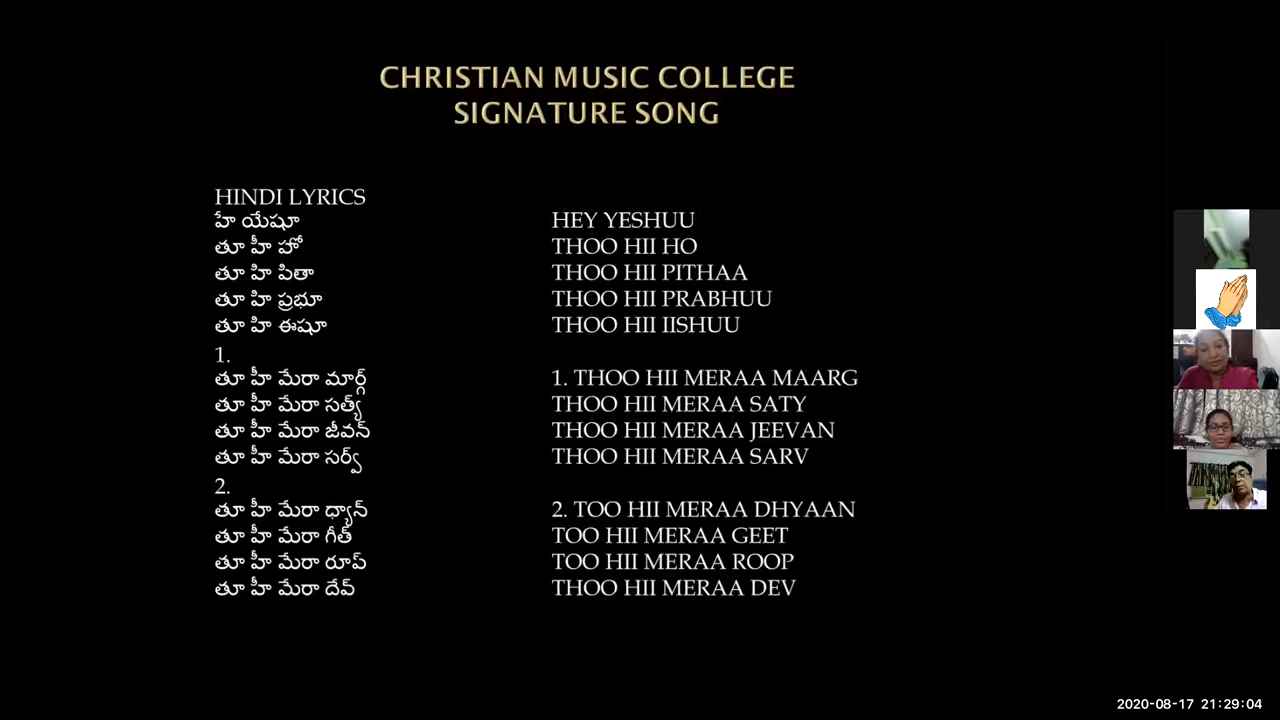 CHRISTIAN MUSIC COLLEGE
SIGNATURE SONG
HINDI LYRICS
హే యేషూ
తూ హీ హో
తూ హి పితా
తూ హి ప్రభూ
తూ హి ఈషూ
1.
తూ హీ మేరా మార్గ్
తూ హీ మేరా సత్య్
తూ హీ మేరా జీవన్
తూ హీ మేరా సర్వ్
2.
తూ హీ మేరా ధ్యాన్
తూ హీ మేరా గీత్
తూ హీ మేరా రూప్
తూ హీ మేరా దేవ్
HEY YESHUU
THOO HII HO
THOO HII PITHAA
THOO HII PRABHUU
THOO HII IISHUU
1. THOO HII MERAA MAARG
THOO HII MERAA SATY
THOO HII MERAA JEEVAN
THOO HII MERAA SARV
2. TOO HII MERAA DHYAAN
TOO HII MERAA GEET
TOO HII MERAA ROOP
THOO HII MERAA DEV
2020-08-17 21:29:04